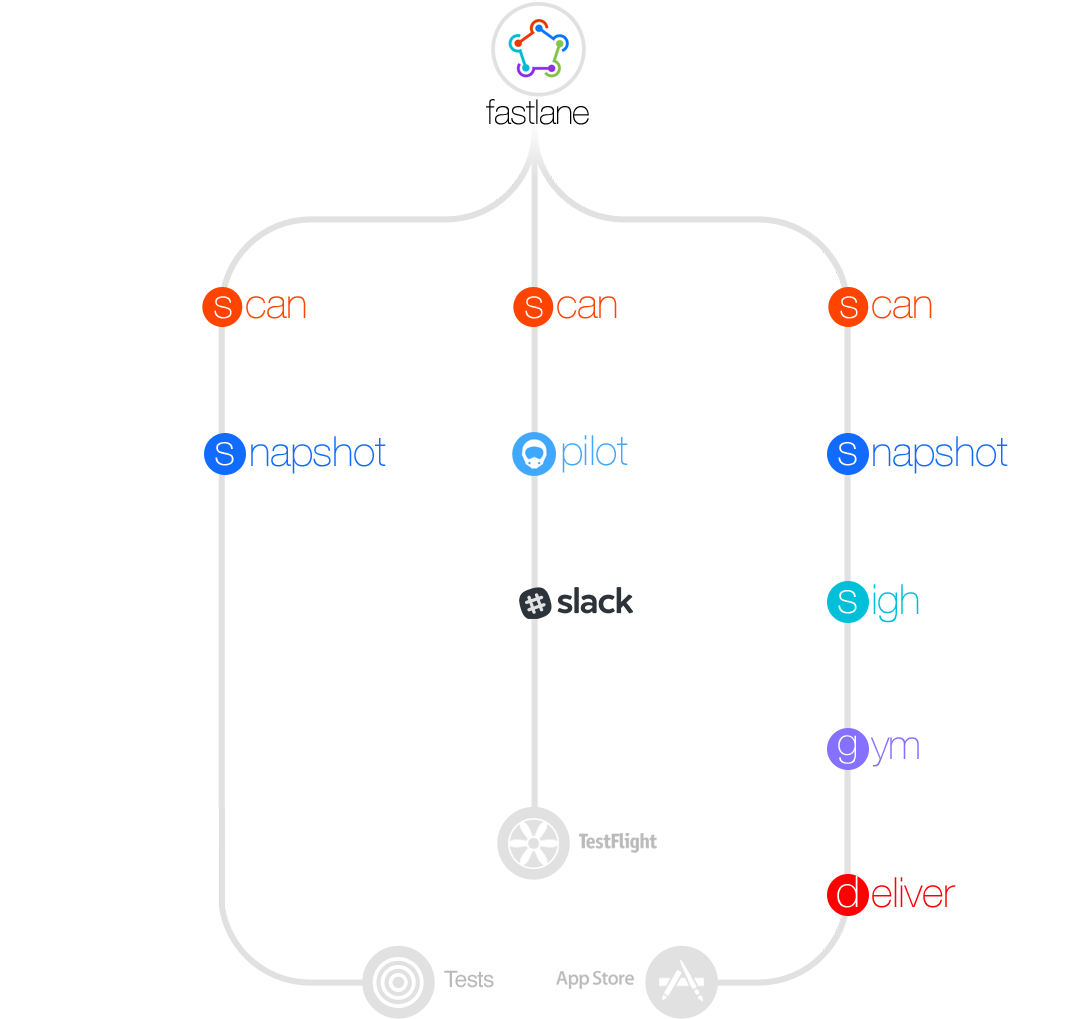 fastlane
scan scan scan
snapshot pilot snapshot
slack sigh
gym
TestFlight
deliver
Tests App Store